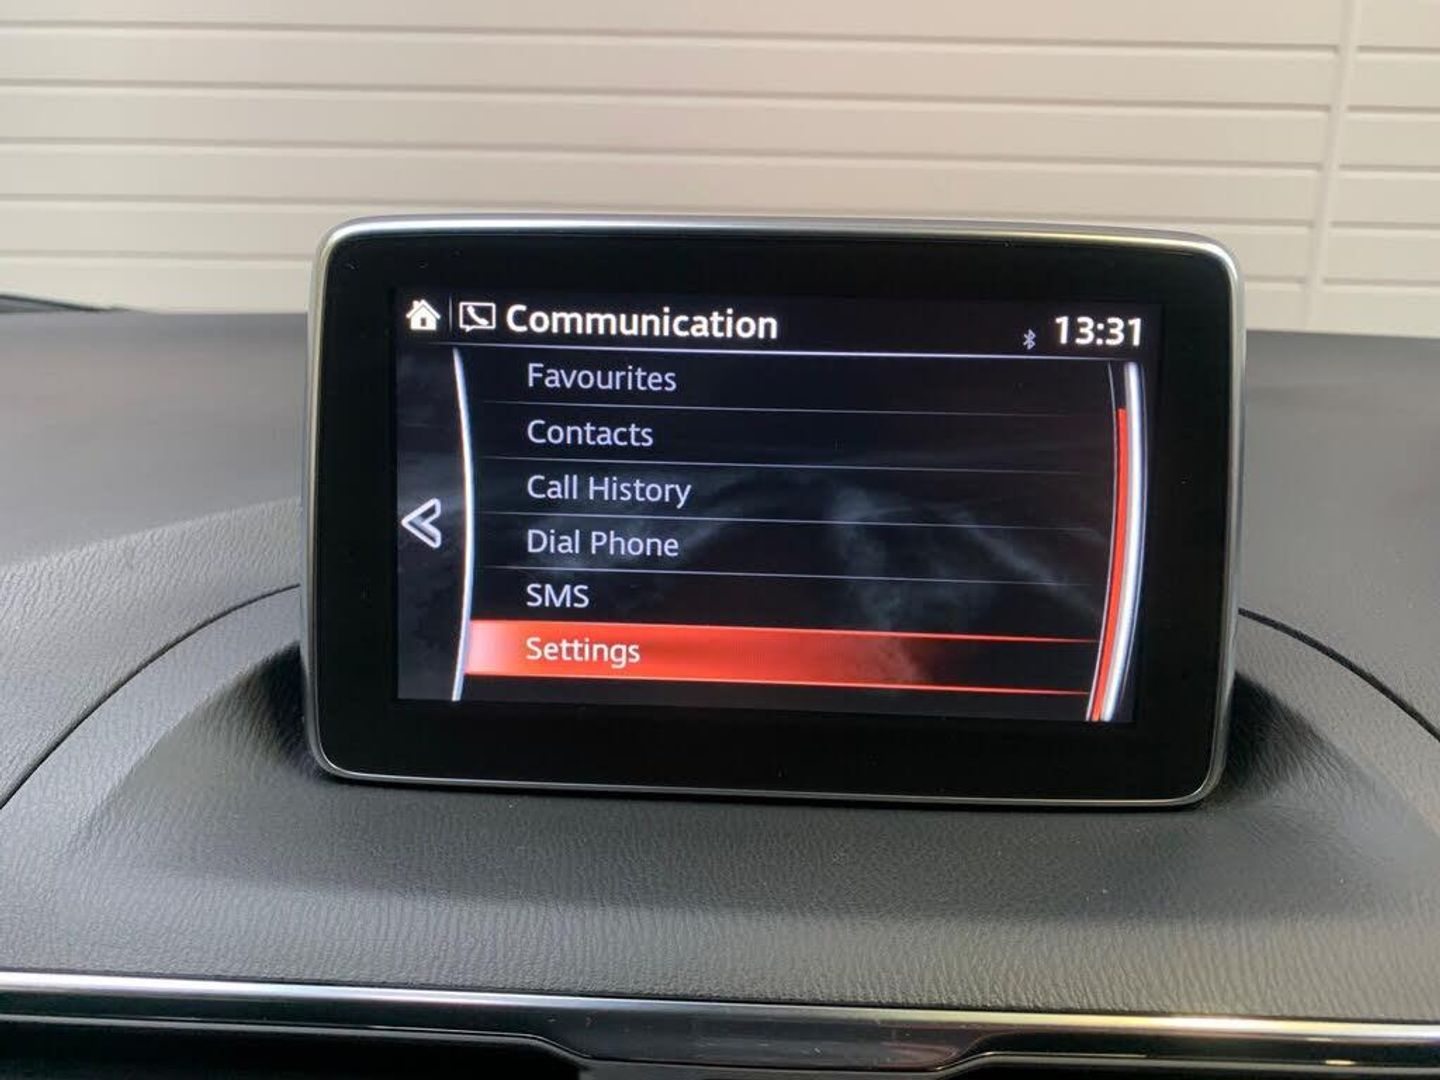 Communication 13:31
Favourites
Contacts
Call History
Dial Phone
SMS
Settings